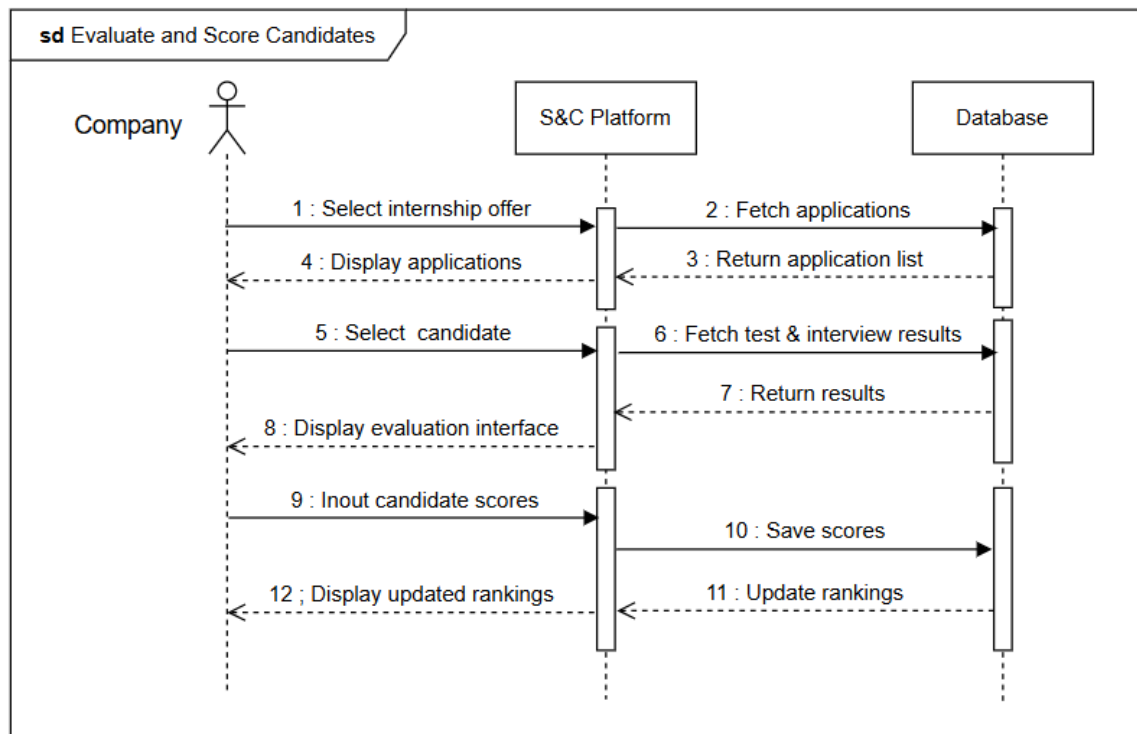 sd Evaluate and Score Candidates
Company
S&C Platform
Database
1 : Select internship offer
2 : Fetch applications
3 : Return application list
4 : Display applications
5 : Select  candidate
6 : Fetch test & interview results
7 : Return results
8 : Display evaluation interface
9 : Inout candidate scores
10 : Save scores
11 : Update rankings
12 ; Display updated rankings